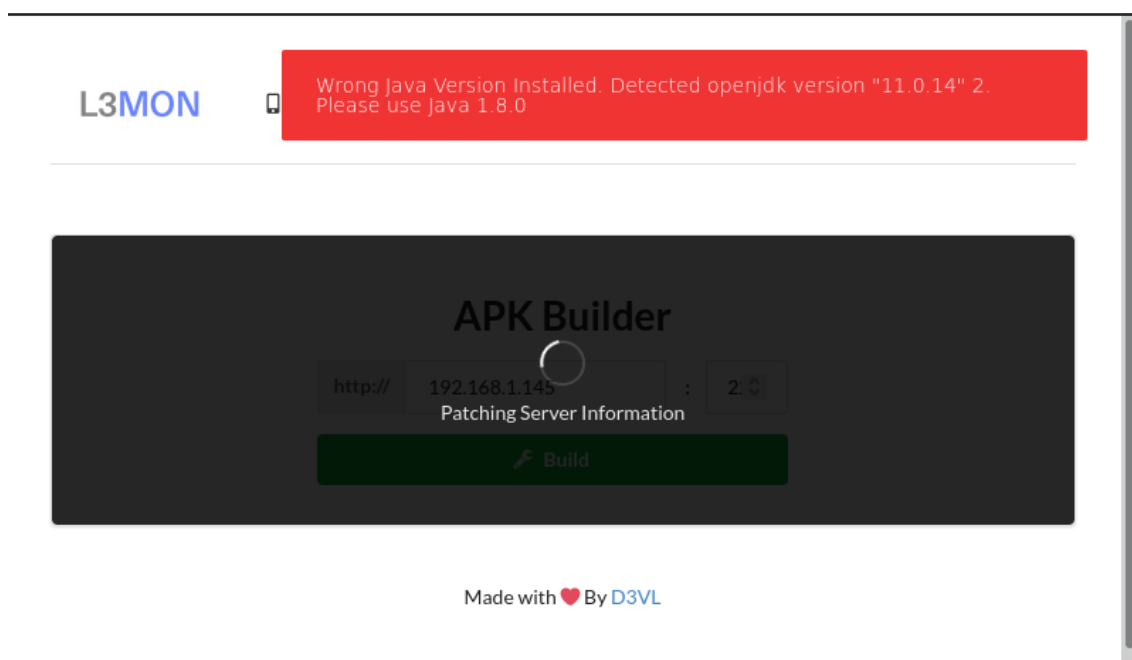 L3MON
Wrong Java Version Installed. Detected openjdk version "11.0.14" 2.
Please use Java 1.8.0
APK Builder
http:// 192.168.1.145 :
Patching Server Information
Build
Made with By D3VL